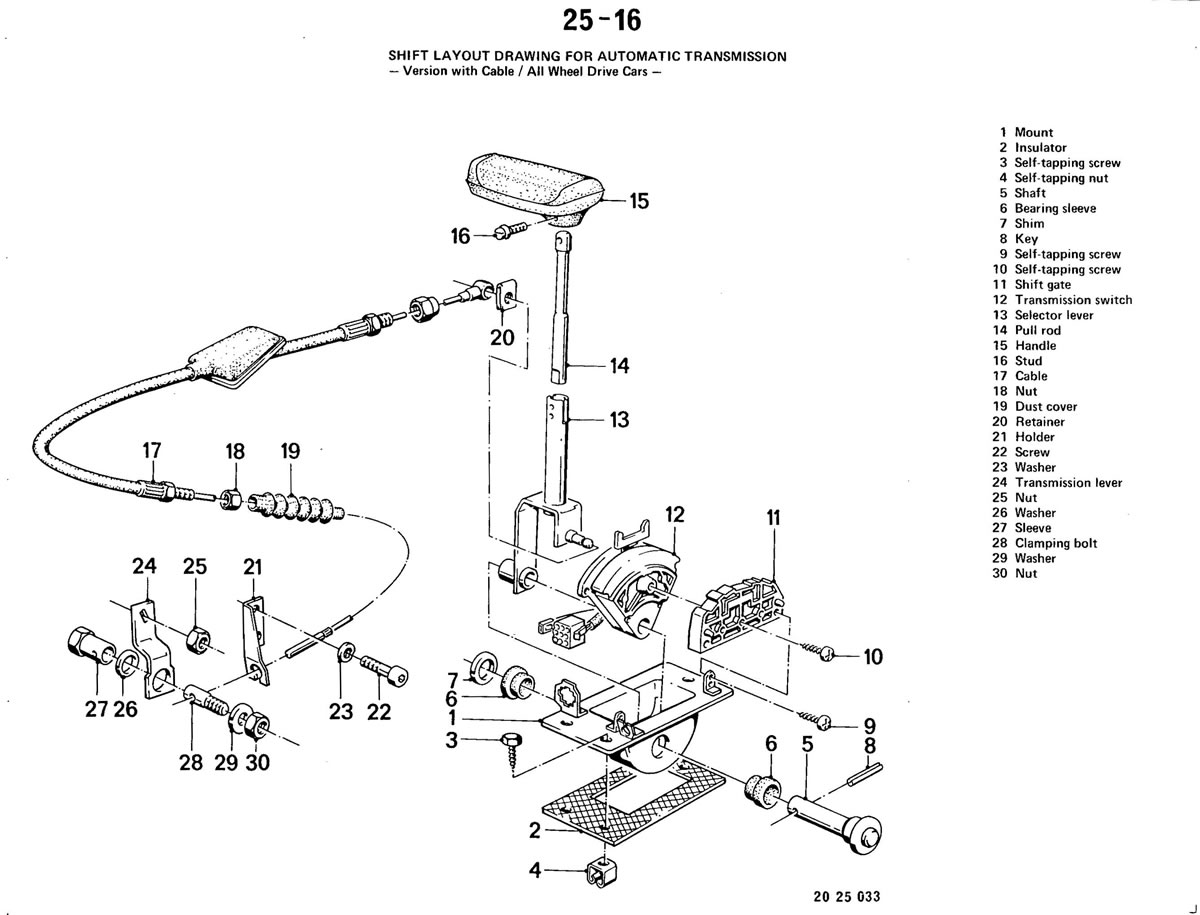 25-16
SHIFT LAYOUT DRAWING FOR AUTOMATIC TRANSMISSION
– Version with Cable / All Wheel Drive Cars –
1 Mount
2 Insulator
3 Self-tapping screw
4 Self-tapping nut
5 Shaft
6 Bearing sleeve
7 Shim
8 Key
9 Self-tapping screw
10 Self-tapping screw
11 Shift gate
12 Transmission switch
13 Selector lever
14 Pull rod
15 Handle
16 Stud
17 Cable
18 Nut
19 Dust cover
20 Retainer
21 Holder
22 Screw
23 Washer
24 Transmission lever
25 Nut
26 Washer
27 Sleeve
28 Clamping bolt
29 Washer
30 Nut
15
16
20
14
13
17 18 19
12 11
24 25 21
10
7
6
27 26 23 22
1
9
3
28 29 30
6 5 8
2
4
20 25 033